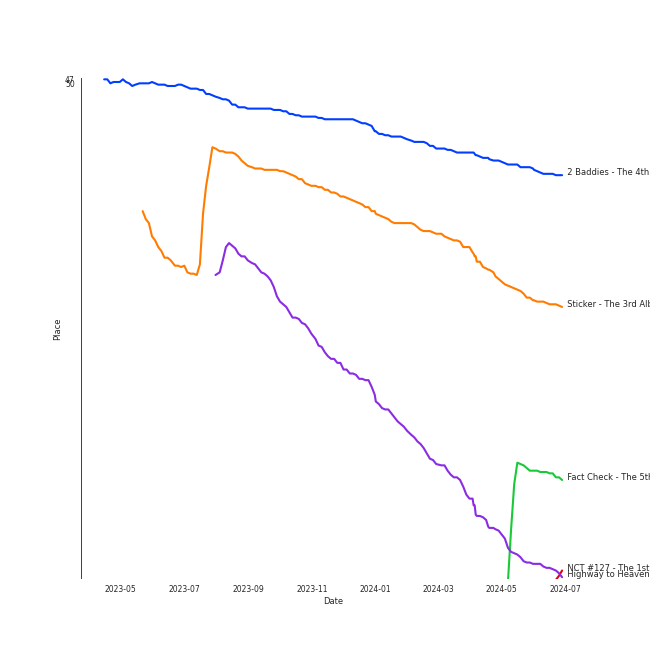 47
50
2 Baddies - The 4th
Sticker - The 3rd Alb
Place
Fact Check - The 5th
NCT #127 - The 1st
Highway to Heaven
2023-05
2023-07
2023-09
2023-11
2024-01
2024-03
2024-05
2024-07
Date